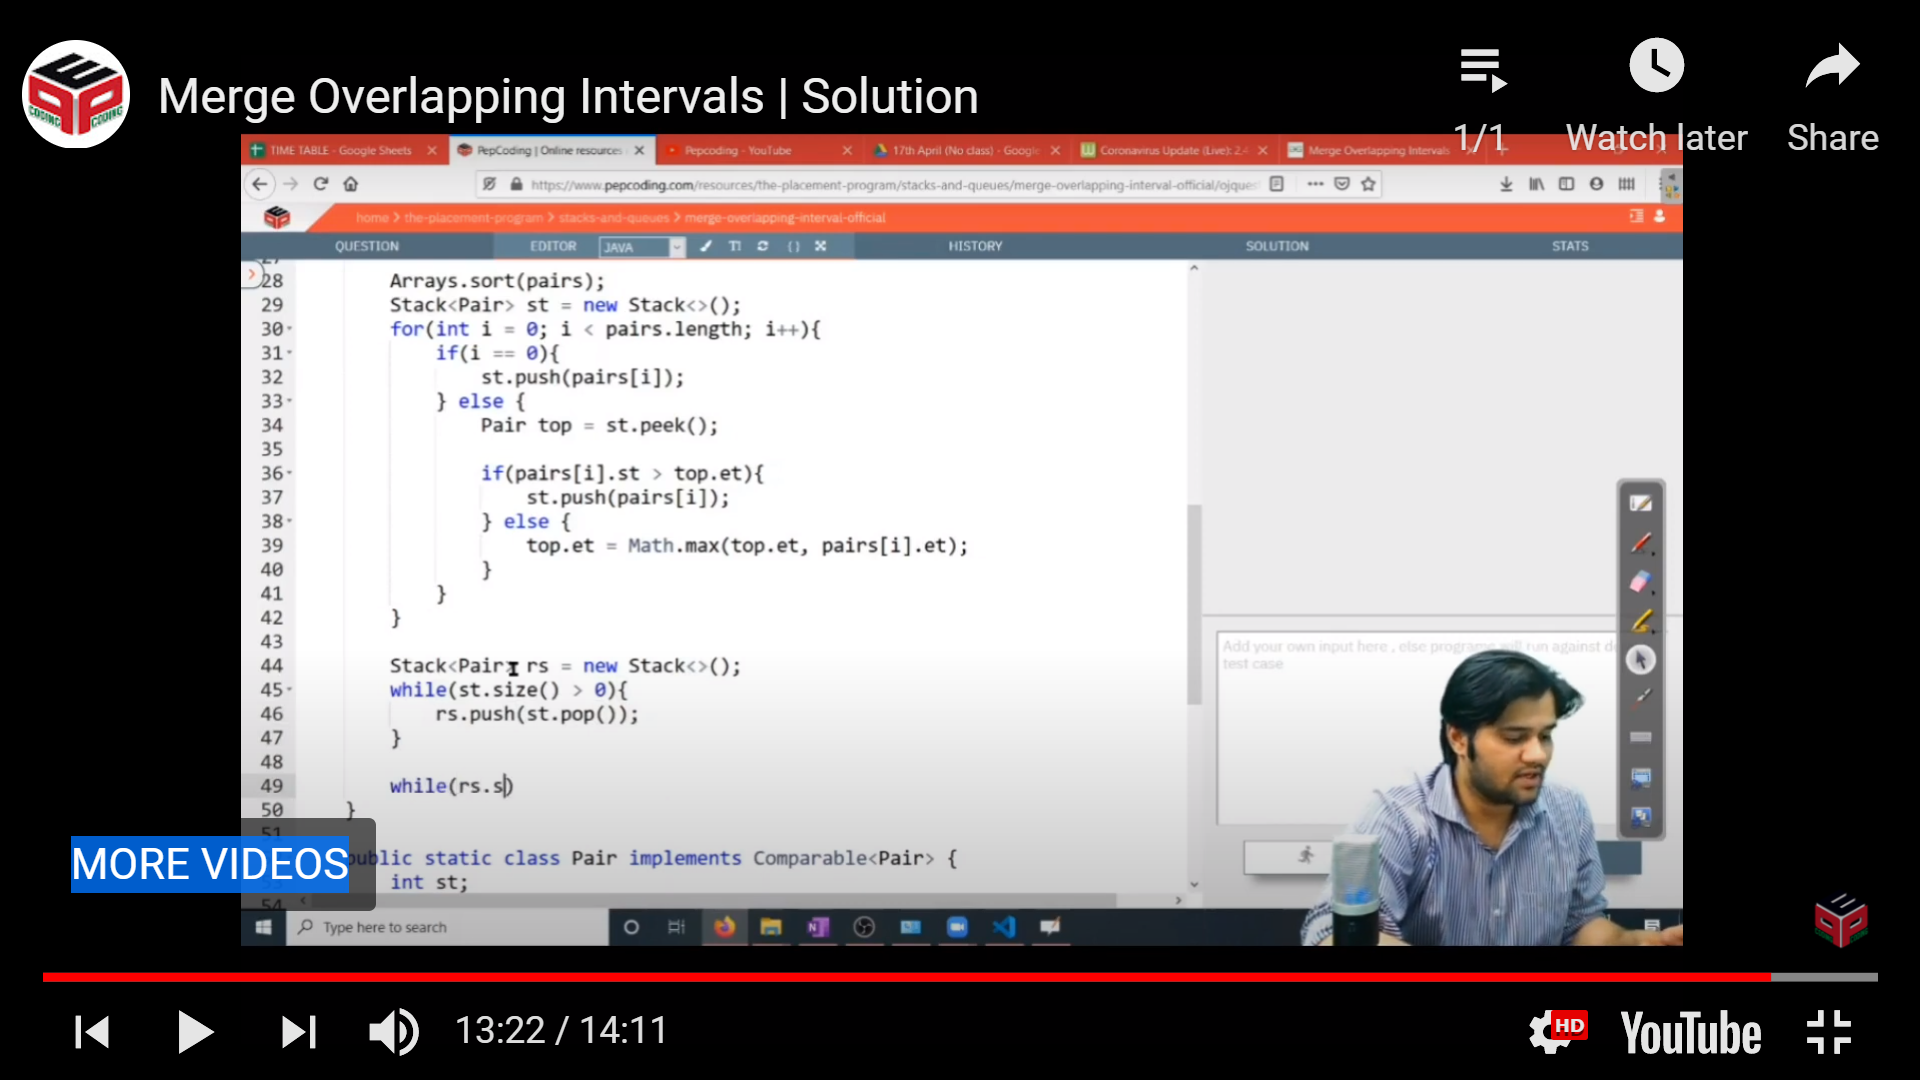 Merge Overlapping Intervals | Solution
1/1
Watch later
Share
TIME TABLE - Google Sheets
PepCoding | Online resources
Pepcoding - YouTube
17th April (No class) - Google
Coronavirus Update (Live): 2,4
Merge Overlapping Intervals
https://www.pepcoding.com/resources/the-placement-program/stacks-and-queues/merge-overlapping-interval-official/ojques
home > the-placement-program > stacks-and-queues > merge-overlapping-interval-official
QUESTION
EDITOR
JAVA
HISTORY
SOLUTION
STATS
27
28 Arrays.sort(pairs);
29 Stack<Pair> st = new Stack<>();
30 for(int i = 0; i < pairs.length; i++){
31 if(i == 0){
32 st.push(pairs[i]);
33 } else {
34 Pair top = st.peek();
35
36 if(pairs[i].st > top.et){
37 st.push(pairs[i]);
38 } else {
39 top.et = Math.max(top.et, pairs[i].et);
40 }
41 }
42 }
43
44 Stack<Pair> rs = new Stack<>();
45 while(st.size() > 0){
46 rs.push(st.pop());
47 }
48
49 while(rs.s)
50 }
51
public static class Pair implements Comparable<Pair> {
int st;
54
Add your own input here , else programs will run against
test case
MORE VIDEOS
Type here to search
13:22 / 14:11
HD
YouTube